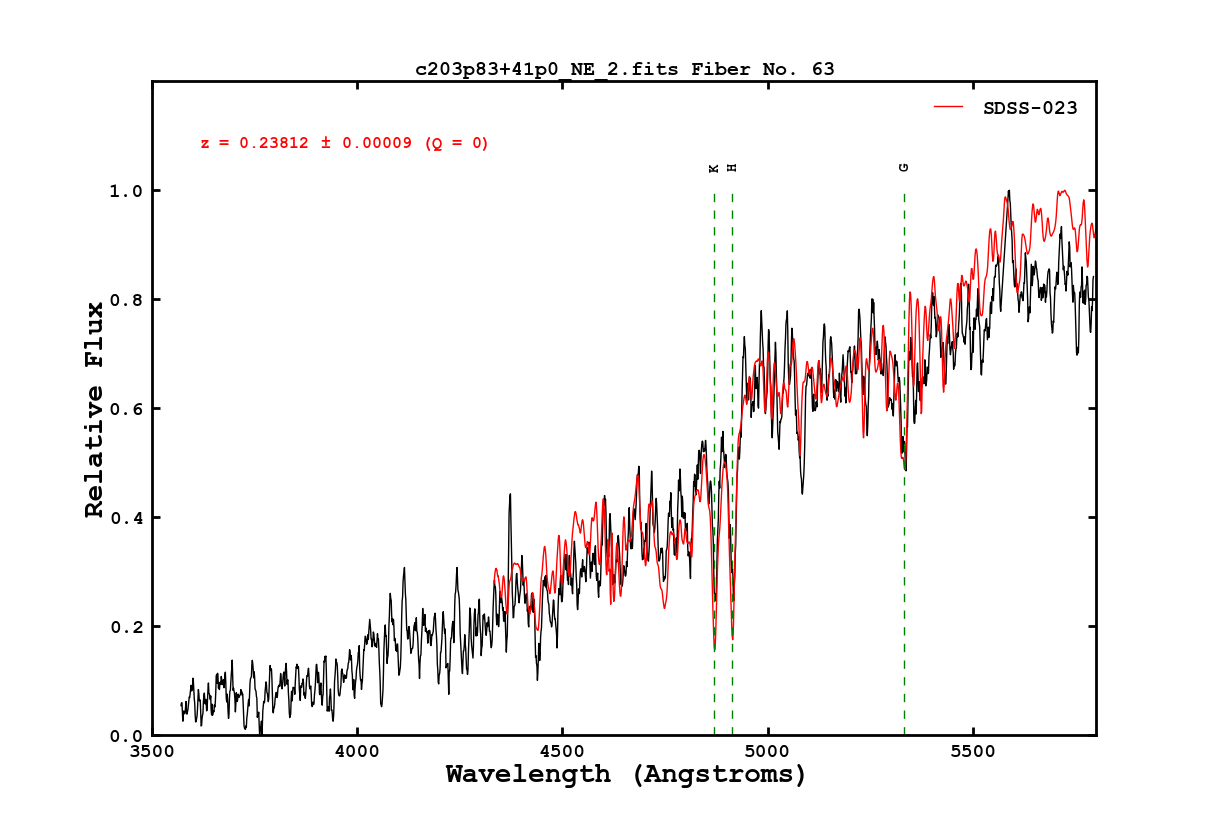 c203p83+41p0_NE_2.fits Fiber No. 63
SDSS-023
z = 0.23812 ± 0.00009 (Q = 0)
K H G
1.0
0.8
0.6
0.4
0.2
0.0
Relative Flux
3500 4000 4500 5000 5500
Wavelength (Angstroms)